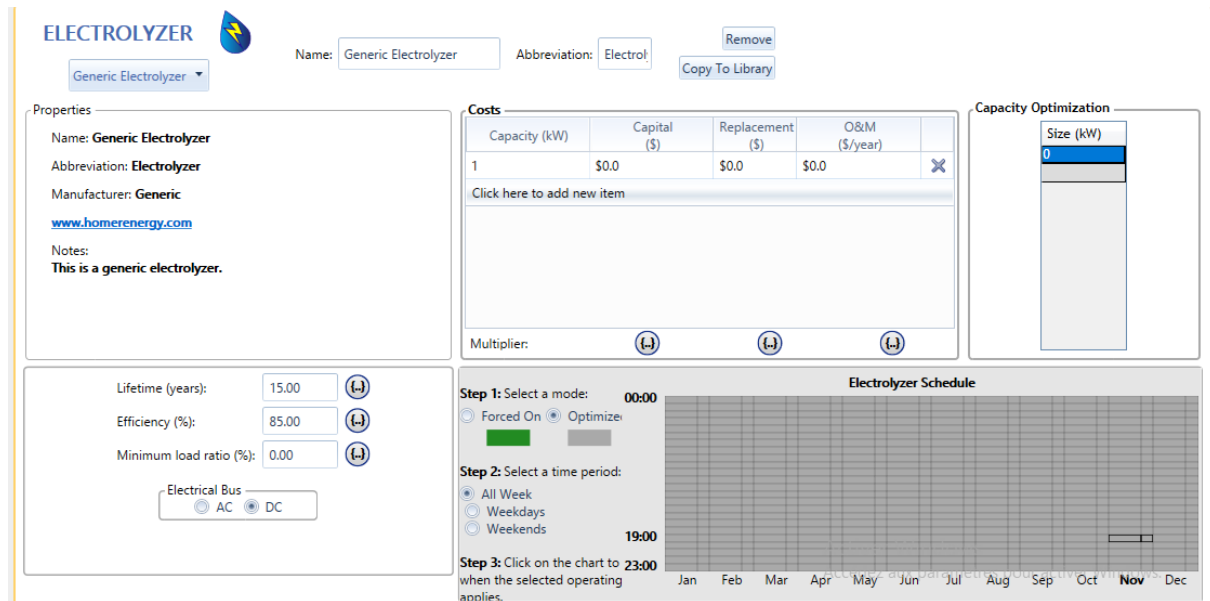 ELECTROLYZER
Name: Generic Electrolyzer Abbreviation: Electrol
Remove
Copy To Library
Generic Electrolyzer
Properties
Name: Generic Electrolyzer
Abbreviation: Electrolyzer
Manufacturer: Generic
www.homerenergy.com
Notes:
This is a generic electrolyzer.
Costs
Capacity (kW) Capital ($) Replacement ($) O&M ($/year)
1 $0.0 $0.0 $0.0
Click here to add new item
Multiplier: {..} {..} {..}
Capacity Optimization
Size (kW)
0
Lifetime (years): 15.00 {..}
Efficiency (%): 85.00 {..}
Minimum load ratio (%): 0.00 {..}
Electrical Bus
AC DC
Step 1: Select a mode:
Forced On Optimize
Step 2: Select a time period:
All Week
Weekdays
Weekends
Step 3: Click on the chart to
when the selected operating
applies.
Electrolyzer Schedule
00:00
19:00
23:00
Accédez aux paramètres pour activer Windows.
Jan Feb Mar Apr May Jun Jul Aug Sep Oct Nov Dec